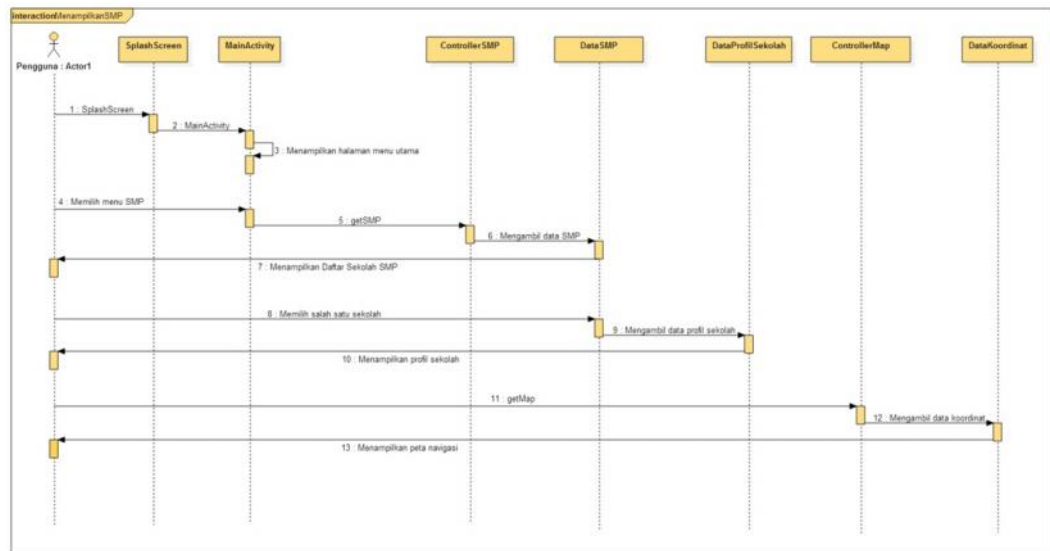 interactionMenampilkanSMP
SplashScreen
MainActivity
ControllerSMP
DataSMP
DataProfilSekolah
ControllerMap
DataKoordinat
Pengguna : Actor1
1 : SplashScreen
2 : MainActivity
3 : Menampilkan halaman menu utama
4 : Memilih menu SMP
5 : getSMP
6 : Mengambil data SMP
7 : Menampilkan Daftar Sekolah SMP
8 : Memilih salah satu sekolah
9 : Mengambil data profil sekolah
10 : Menampilkan profil sekolah
11 : getMap
12 : Mengambil data koordinat
13 : Menampilkan peta navigasi